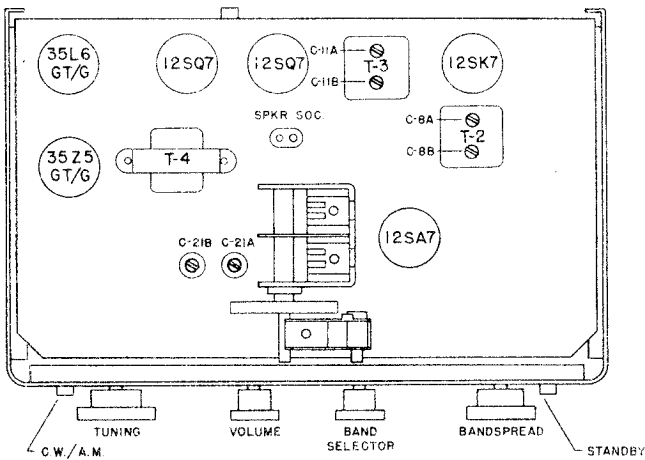 35L6
GT/G
12SQ7
12SQ7
C-11A
T-3
C-11B
12SK7
SPKR SOC.
C-8A
T-2
C-8B
35Z5
GT/G
T-4
12SA7
C-21B
C-21A
TUNING
VOLUME
BAND
SELECTOR
BANDSPREAD
C.W./A.M.
STANDBY